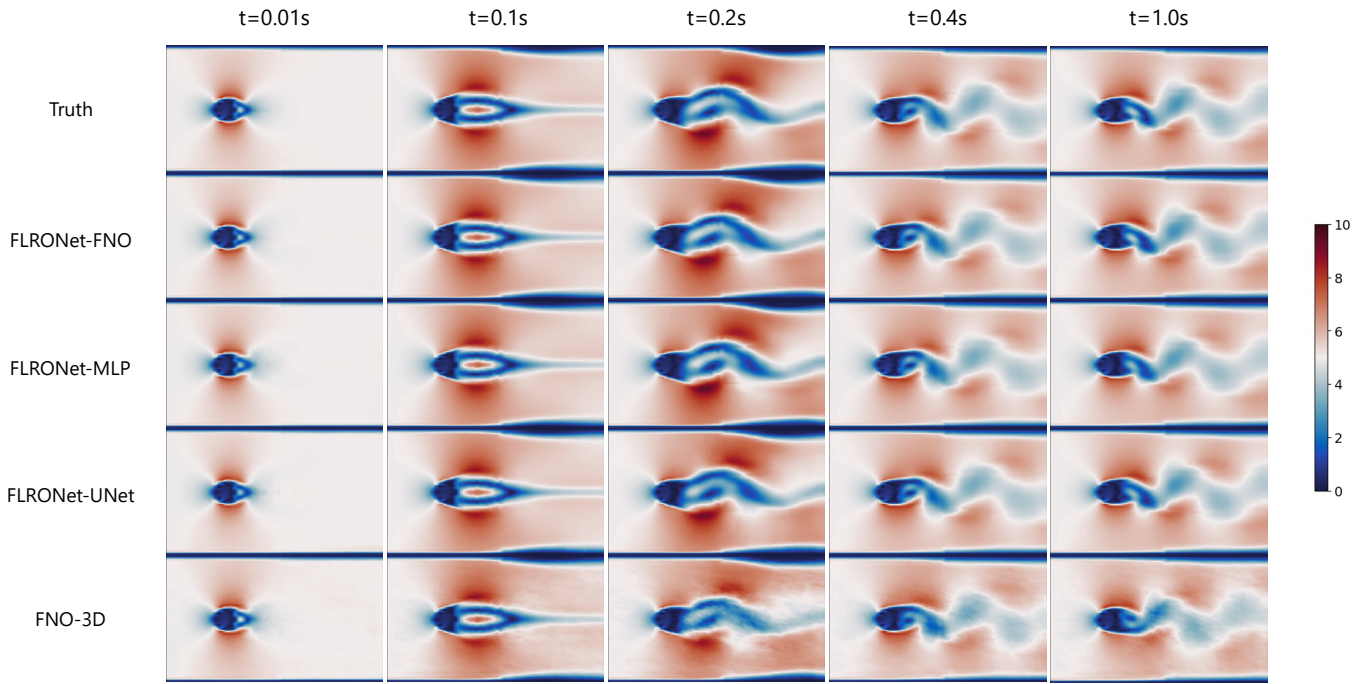 t=0.01s t=0.1s t=0.2s t=0.4s t=1.0s
Truth
FLRONet-FNO
FLRONet-MLP
FLRONet-UNet
FNO-3D
10
8
6
4
2
0